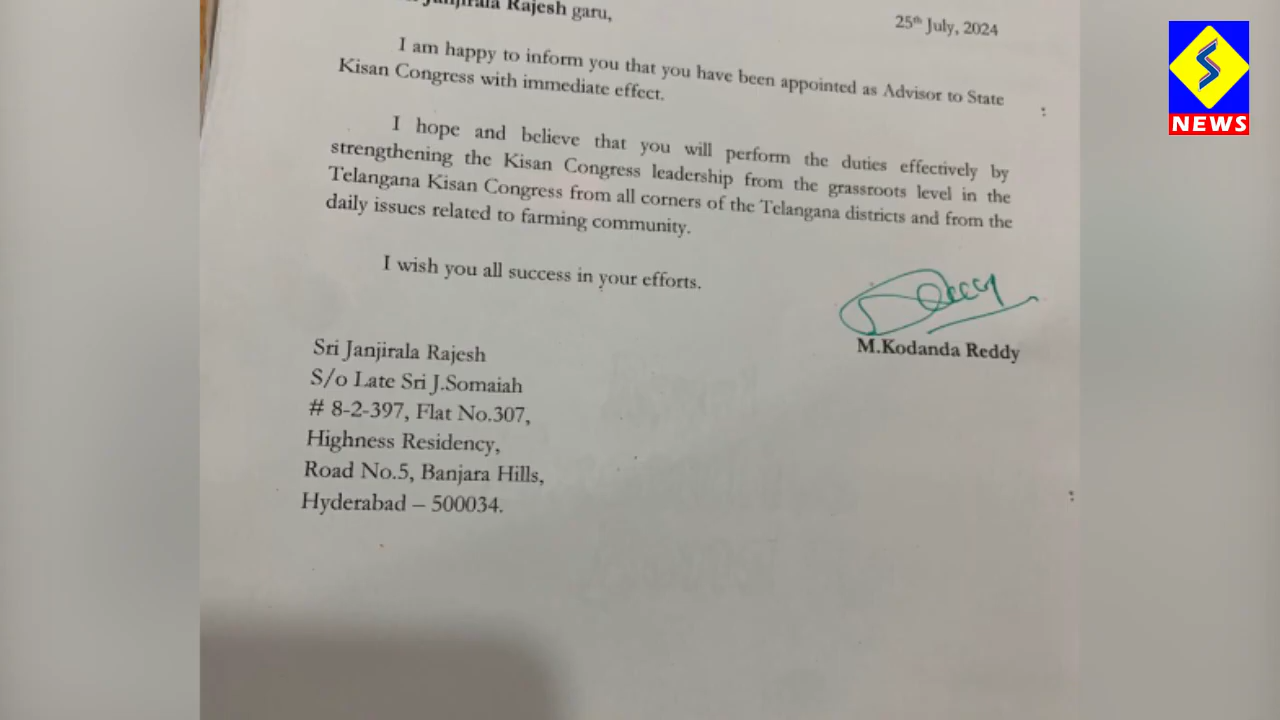 Janjirala Rajesh garu,
25th July, 2024
I am happy to inform you that you have been appointed as Advisor to State
Kisan Congress with immediate effect.
I hope and believe that you will perform the duties effectively by
strengthening the Kisan Congress leadership from the grassroots level in the
Telangana Kisan Congress from all corners of the Telangana districts and from the
daily issues related to farming community.
I wish you all success in your efforts.
M.Kodanda Reddy
Sri Janjirala Rajesh
S/o Late Sri J.Somaiah
# 8-2-397, Flat No.307,
Highness Residency,
Road No.5, Banjara Hills,
Hyderabad – 500034.
S
NEWS